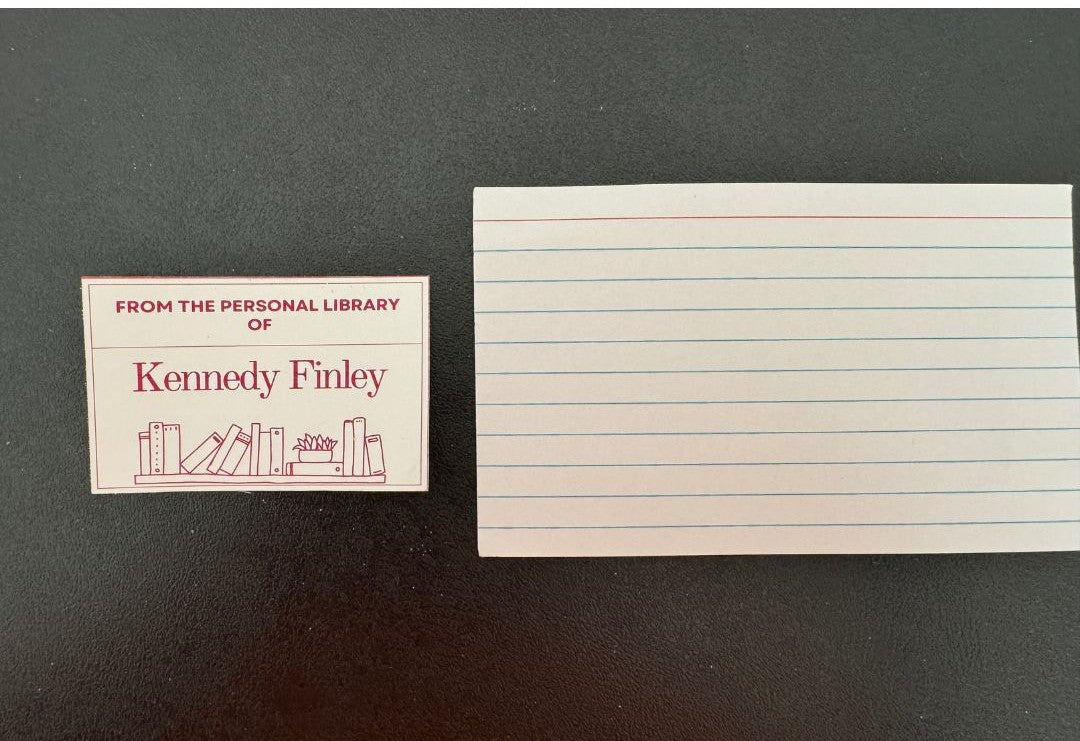 FROM THE PERSONAL LIBRARY
OF
Kennedy Finley